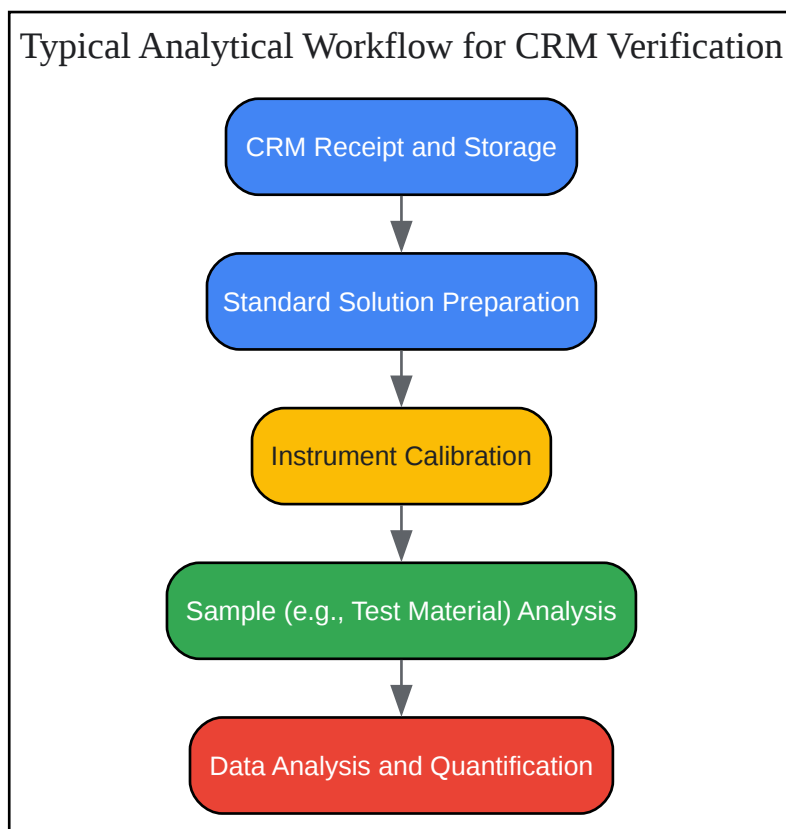 Typical Analytical Workflow for CRM Verification
CRM Receipt and Storage
Standard Solution Preparation
Instrument Calibration
Sample (e.g., Test Material) Analysis
Data Analysis and Quantification